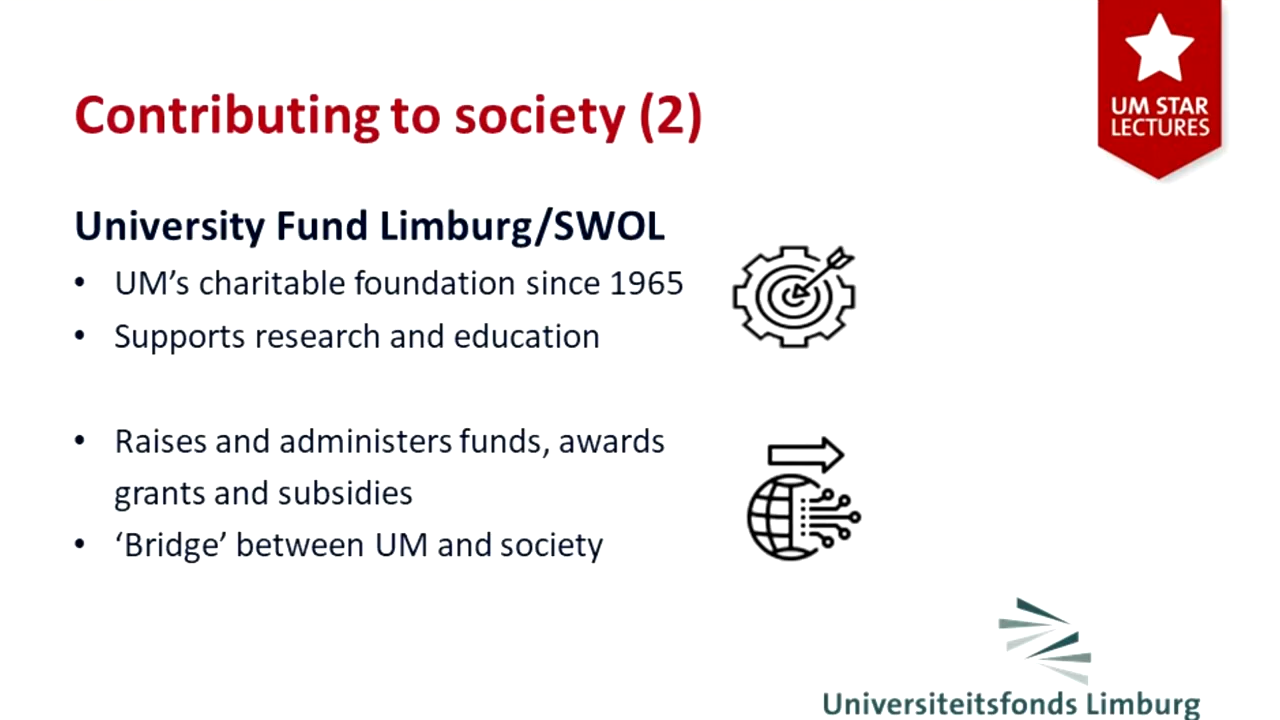 Contributing to society (2)
UM STAR
LECTURES
University Fund Limburg/SWOL
• UM’s charitable foundation since 1965
• Supports research and education
• Raises and administers funds, awards
grants and subsidies
• ‘Bridge’ between UM and society
Universiteitsfonds Limburg